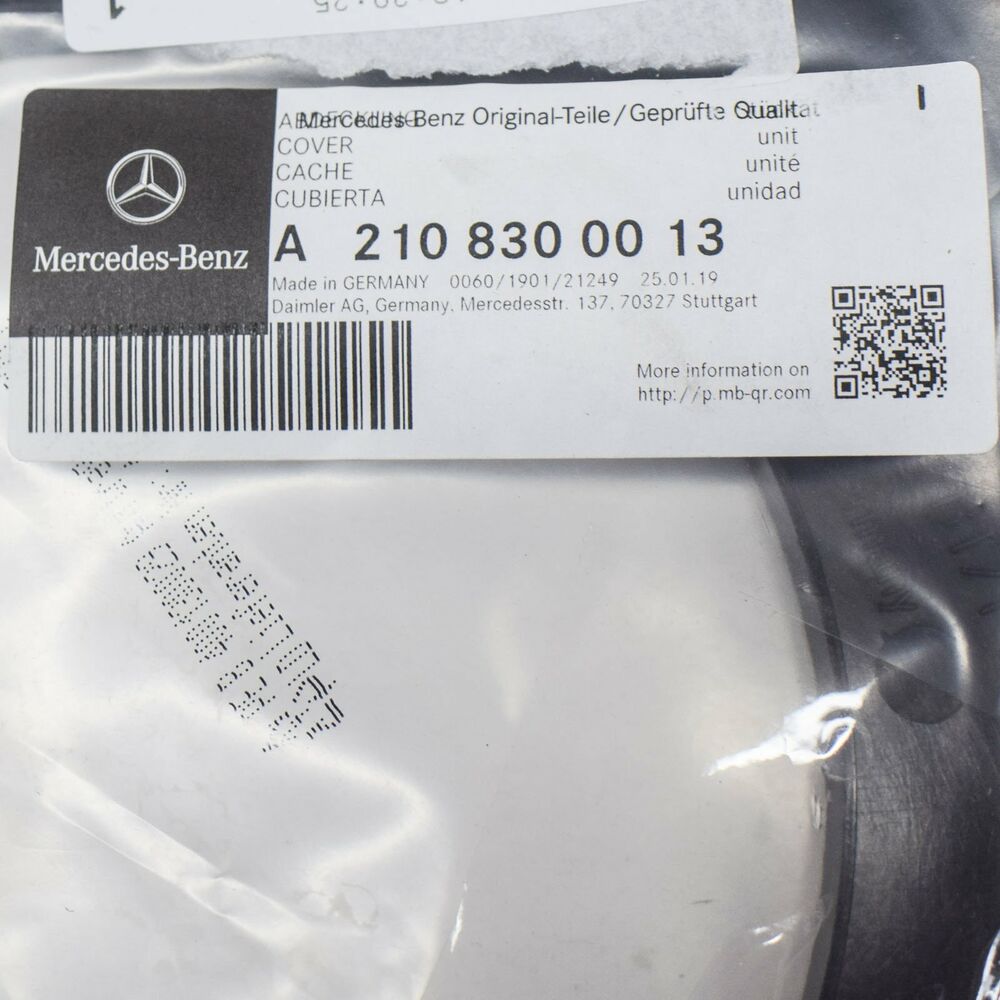 Mercedes-Benz Original-Teile/Geprüfte Qualität
ABDECKUNG
COVER unit
CACHE unité
CUBIERTA unidad
Mercedes-Benz
A 210 830 00 13
Made in GERMANY 0060/1901/21249 25.01.19
Daimler AG, Germany, Mercedesstr. 137, 70327 Stuttgart
More information on
http://p.mb-qr.com